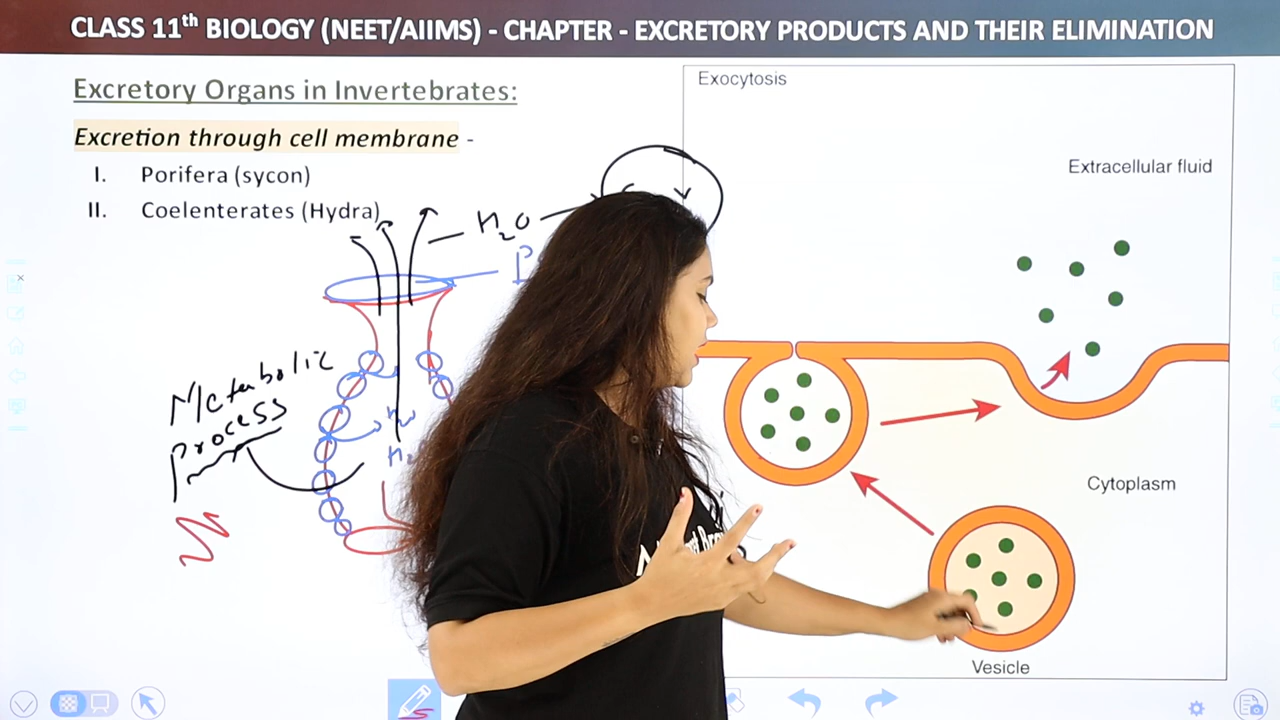 CLASS 11th BIOLOGY (NEET/AIIMS) - CHAPTER - EXCRETORY PRODUCTS AND THEIR ELIMINATION
Excretory Organs in Invertebrates:
Excretion through cell membrane -
I. Porifera (sycon)
II. Coelenterates (Hydra)
H2O
Metabolic
process
Exocytosis
Extracellular fluid
Cytoplasm
Vesicle